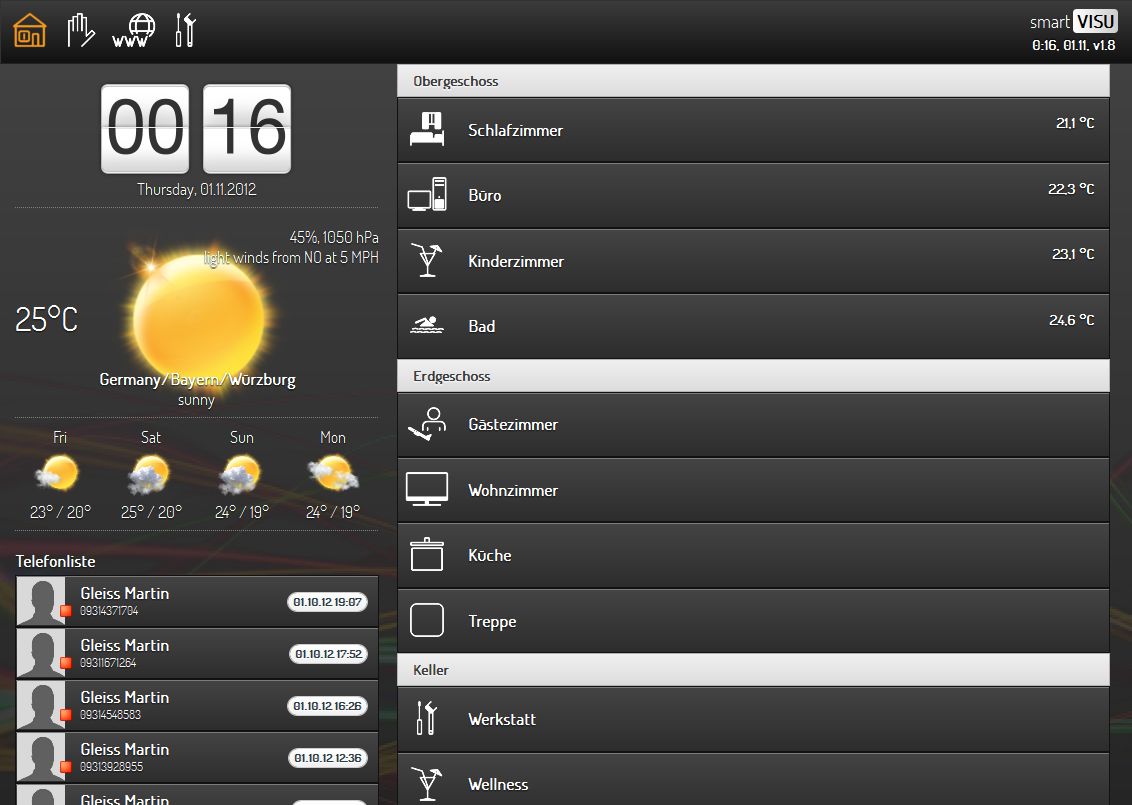 www
smart VISU
0:16, 01.11, v1.8
00 16
Thursday, 01.11.2012
45%, 1050 hPa
light winds from NO at 5 MPH
25°C
Germany/Bayern/Würzburg
sunny
Fri Sat Sun Mon
23° / 20° 25° / 20° 24° / 19° 24° / 19°
Telefonliste
Gleiss Martin
09314371704
01.10.12 19:07
Gleiss Martin
09311671264
01.10.12 17:52
Gleiss Martin
09314548583
01.10.12 16:26
Gleiss Martin
09313928955
01.10.12 12:36
Gleiss Martin
Obergeschoss
Schlafzimmer 21,1 °C
Büro 22,3 °C
Kinderzimmer 23,1 °C
Bad 24,6 °C
Erdgeschoss
Gästezimmer
Wohnzimmer
Küche
Treppe
Keller
Werkstatt
Wellness